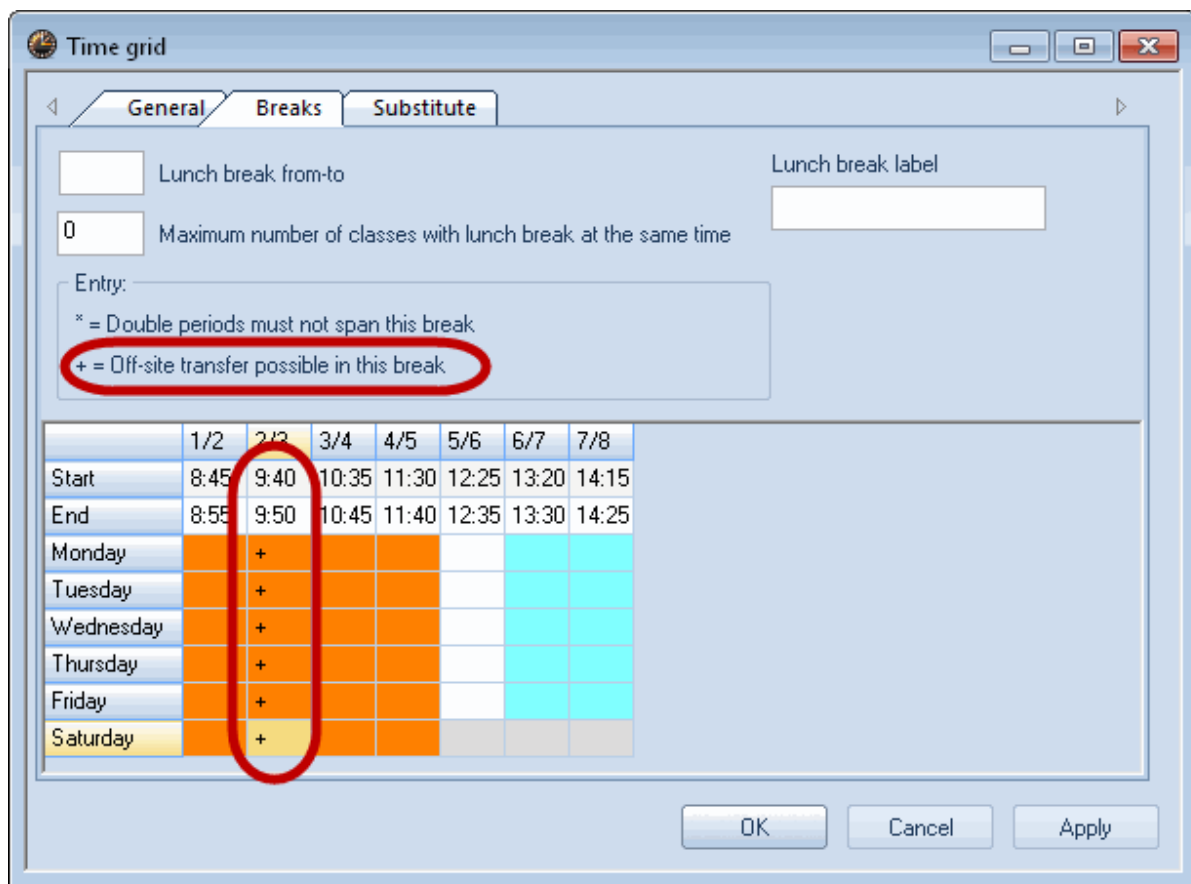 Time grid
General Breaks Substitute
Lunch break from-to
Lunch break label
0 Maximum number of classes with lunch break at the same time
Entry:
* = Double periods must not span this break
+ = Off-site transfer possible in this break
1/2 2/3 3/4 4/5 5/6 6/7 7/8
Start 8:45 9:40 10:35 11:30 12:25 13:20 14:15
End 8:55 9:50 10:45 11:40 12:35 13:30 14:25
Monday +
Tuesday +
Wednesday +
Thursday +
Friday +
Saturday +
OK Cancel Apply